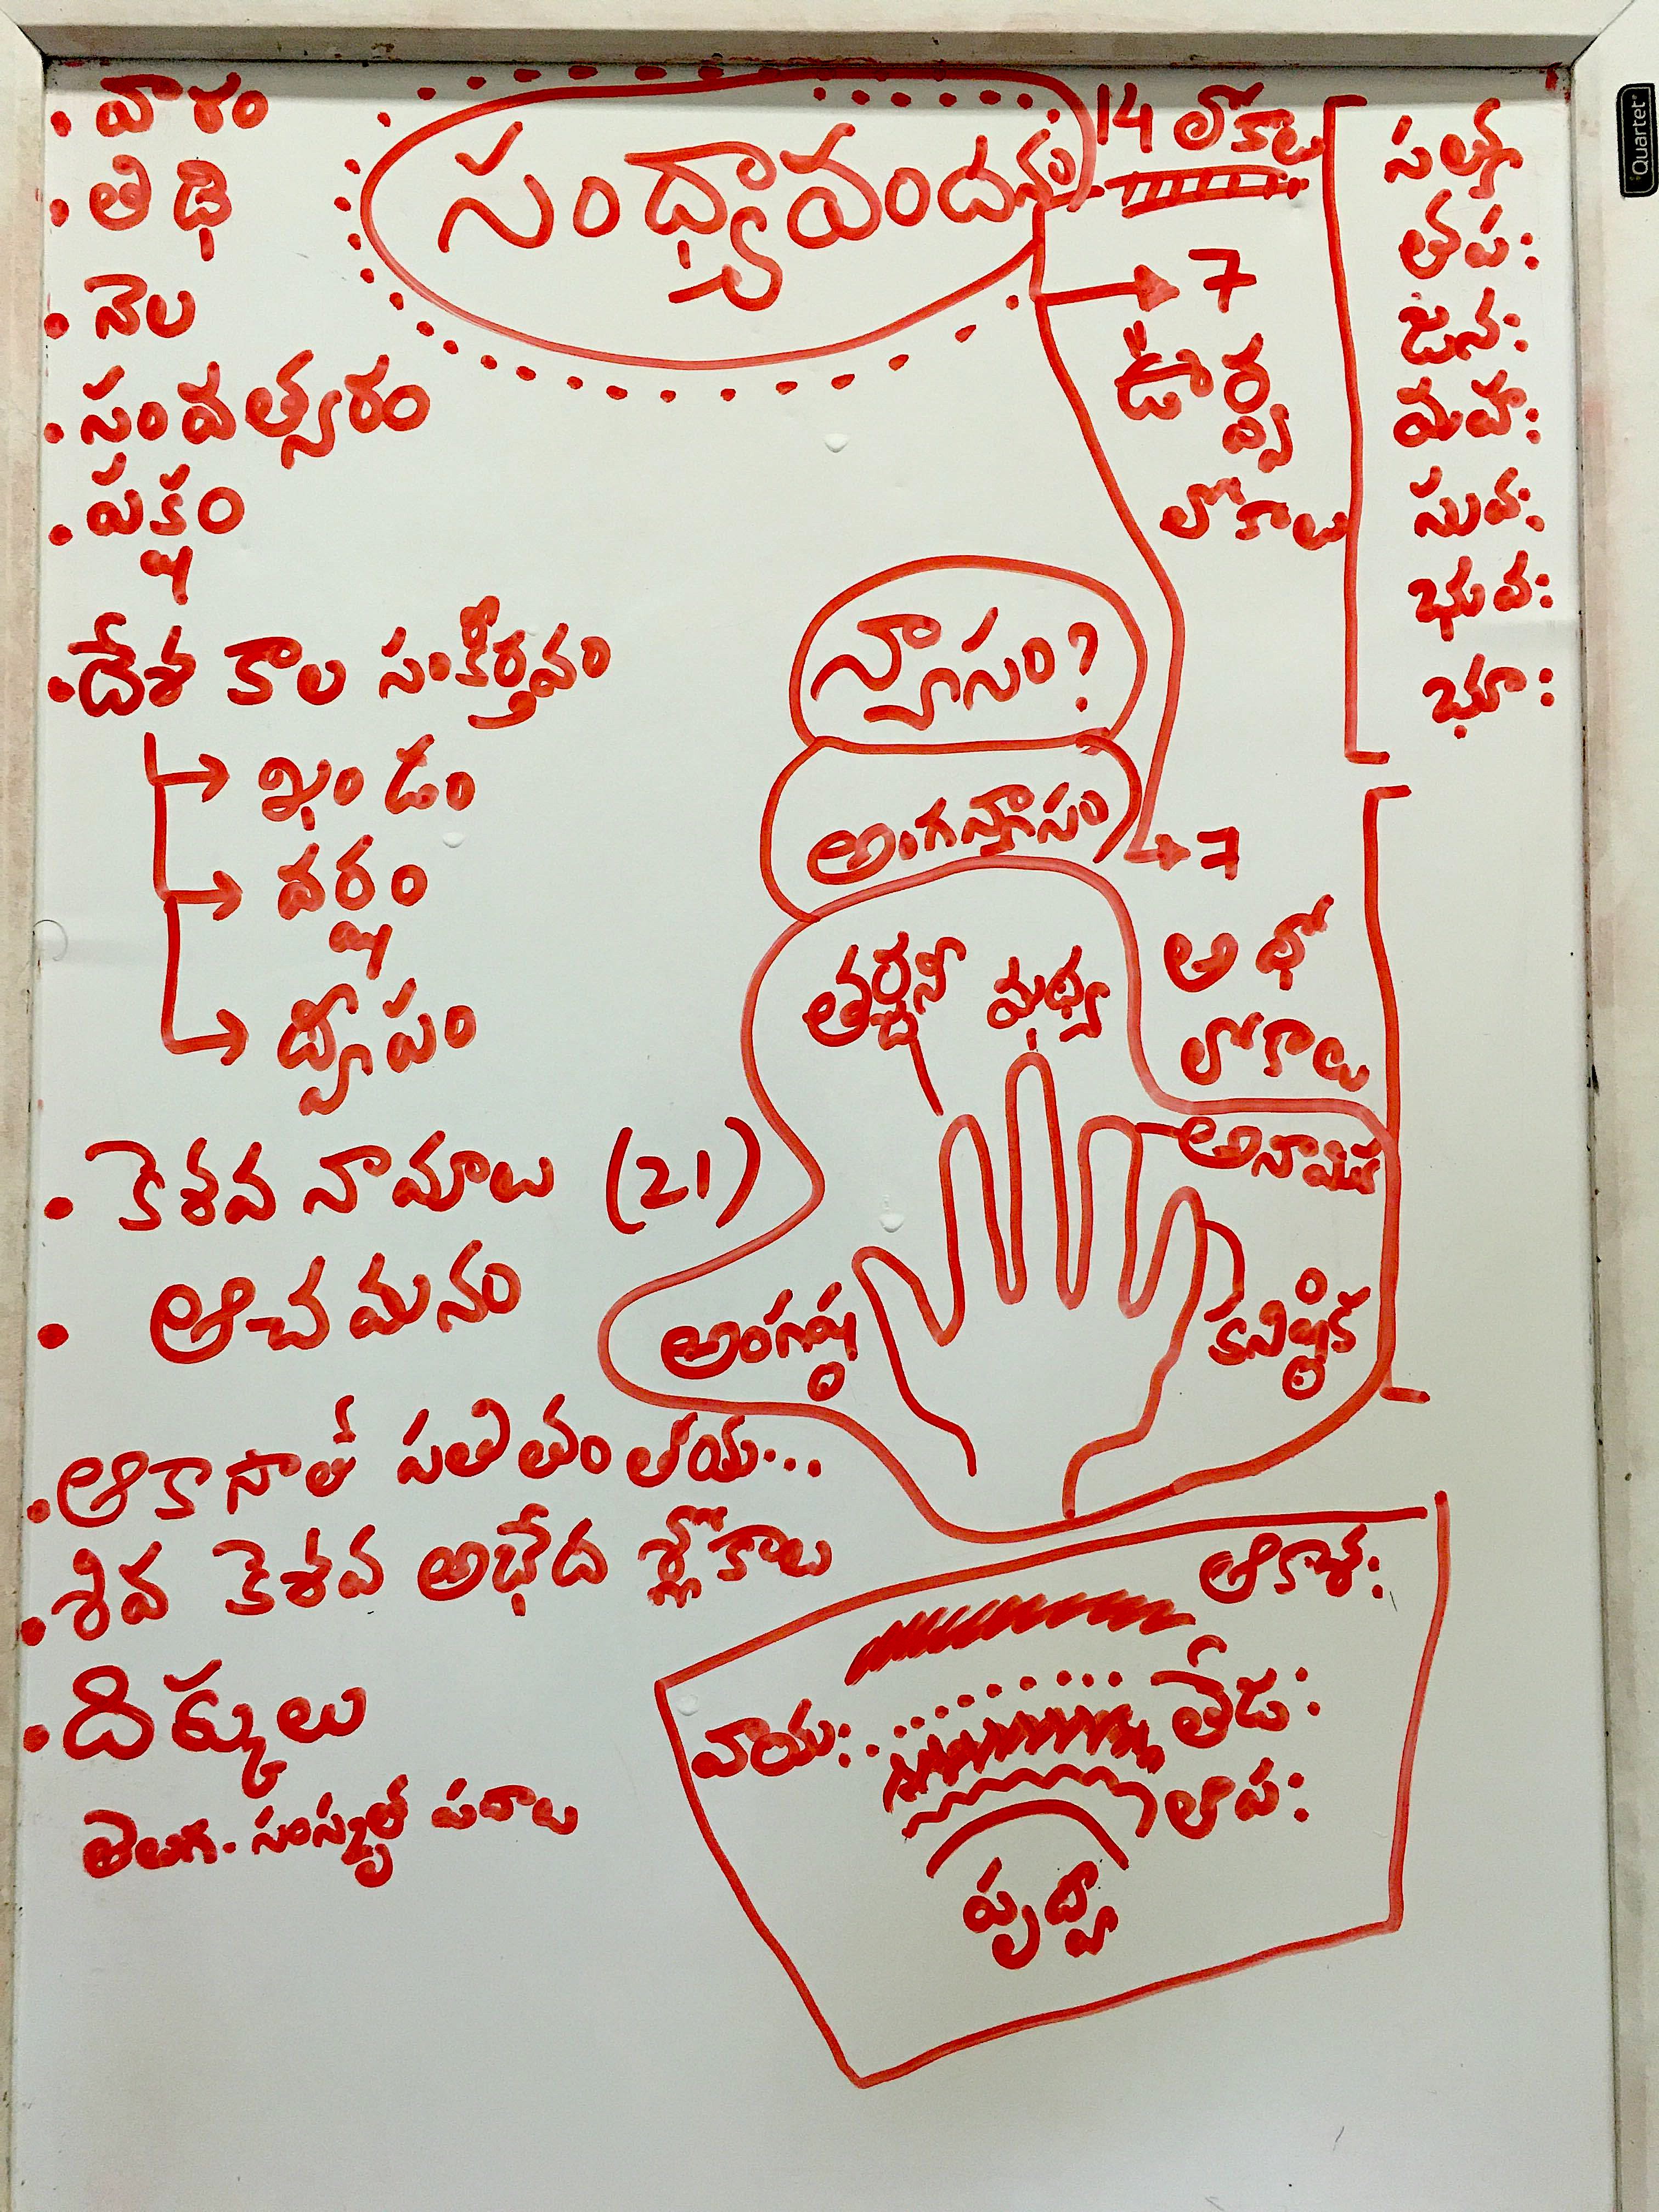 సంధ్యావందనం
. వారం
. తిథి
. నెల
. సంవత్సరం
. పక్షం
. దేశ కాల సంకీర్తనం
→ ఖండం
→ వర్షం
→ ద్వీపం
. కేశవ నామాలు (21)
. ఆచమనం
. ఆకాసాత్ పతితం తోయ...
. శివ కేశవ అభేద శ్లోకాలు
. దిక్కులు
తెలుగు - సంస్కృత పదాలు
14 లోకాలు
→ 7
ఊర్ధ్వ
లోకాలు
సత్య
తప:
జన:
మహ:
సువ:
భువ:
భూ:
→ 7
అధో
లోకాలు
న్యాసం?
అంగన్యాసం
తర్జనీ
మధ్య
అనామిక
అంగుష్ఠ
కనిష్ఠిక
ఆకాశ:
వాయు:
తేజ:
ఆప:
పృథ్వీ
Quartet